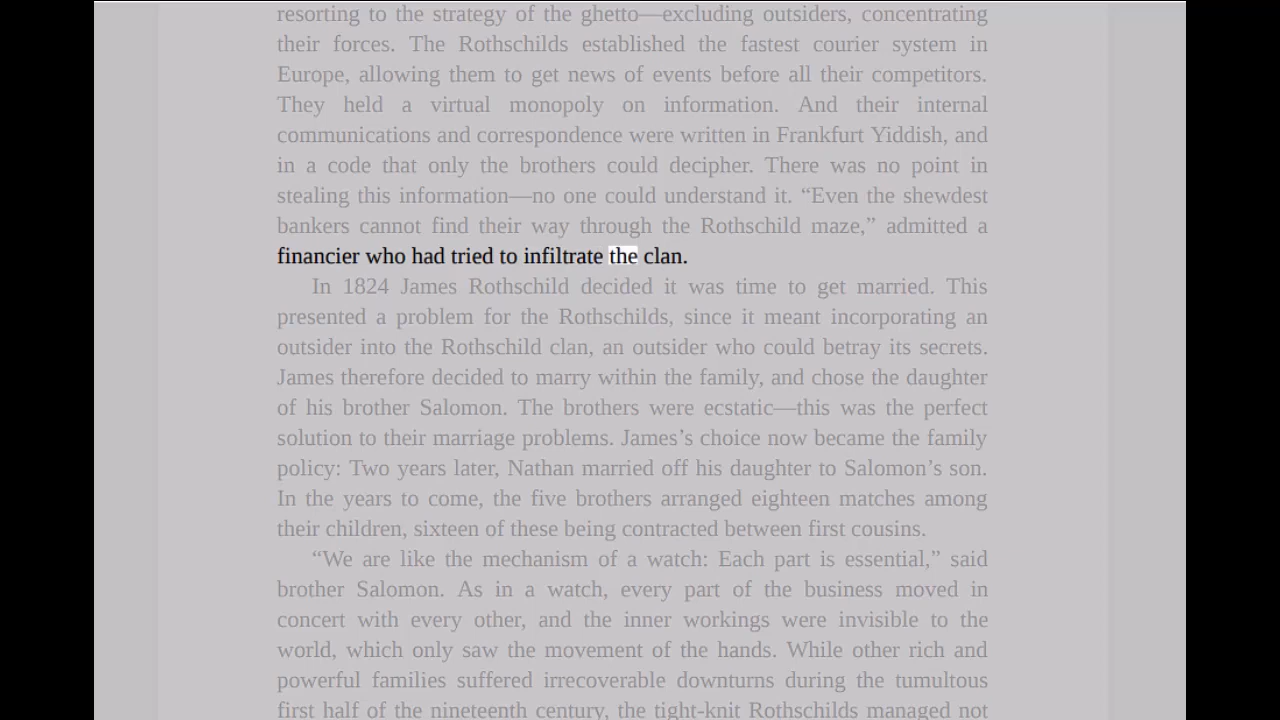 resorting to the strategy of the ghetto—excluding outsiders, concentrating
their forces. The Rothschilds established the fastest courier system in
Europe, allowing them to get news of events before all their competitors.
They held a virtual monopoly on information. And their internal
communications and correspondence were written in Frankfurt Yiddish, and
in a code that only the brothers could decipher. There was no point in
stealing this information—no one could understand it. “Even the shewdest
bankers cannot find their way through the Rothschild maze,” admitted a
financier who had tried to infiltrate the clan.
In 1824 James Rothschild decided it was time to get married. This
presented a problem for the Rothschilds, since it meant incorporating an
outsider into the Rothschild clan, an outsider who could betray its secrets.
James therefore decided to marry within the family, and chose the daughter
of his brother Salomon. The brothers were ecstatic—this was the perfect
solution to their marriage problems. James’s choice now became the family
policy: Two years later, Nathan married off his daughter to Salomon’s son.
In the years to come, the five brothers arranged eighteen matches among
their children, sixteen of these being contracted between first cousins.
“We are like the mechanism of a watch: Each part is essential,” said
brother Salomon. As in a watch, every part of the business moved in
concert with every other, and the inner workings were invisible to the
world, which only saw the movement of the hands. While other rich and
powerful families suffered irrecoverable downturns during the tumultous
first half of the nineteenth century, the tight-knit Rothschilds managed not